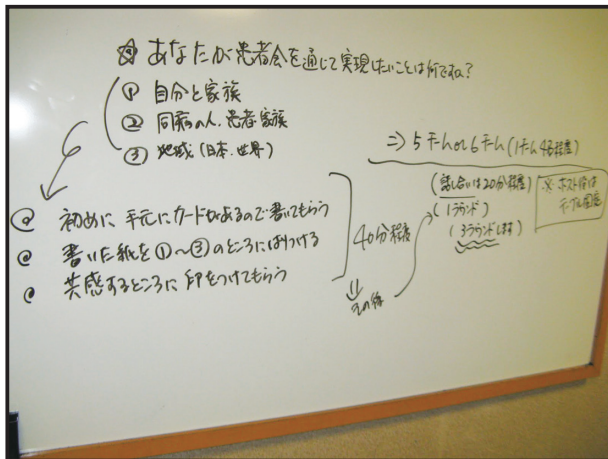 あなたが患者会を通じて実現したいことは何ですか?
① 自分と家族
② 同病の人.患者家族
③ 地域(日本.世界)
初めに 手元にカードがあるので書いてもらう
書いた紙を①~③のところにはりつける
共感するところに 印をつけてもらう
40分程度
その後
⇒ 5チームor6チーム(1チーム4名程度)
(話し合いは20分程度)
(1ラウンド)
(3ラウンドします)
※ホスト役は
テーブル固定